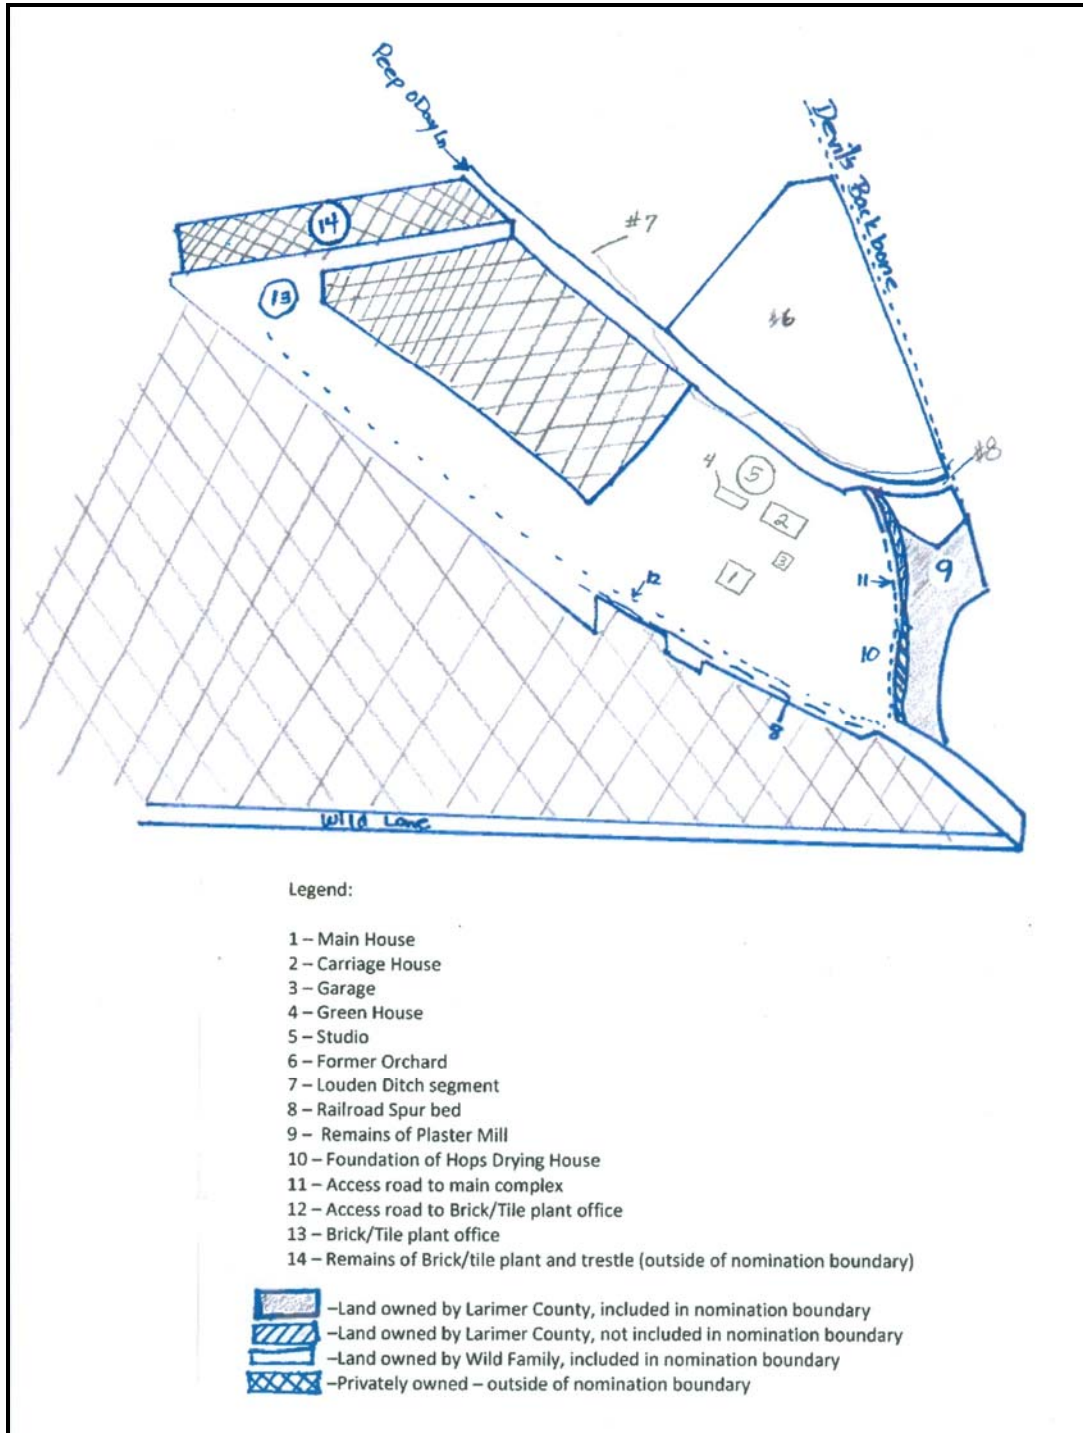 Peep oDay Ln
Devil's Backbone
#7
14
13
#6
#8
4
5
2
3
1
9
11
12
10
8
Wild Lane
Legend:
1 – Main House
2 – Carriage House
3 – Garage
4 – Green House
5 – Studio
6 – Former Orchard
7 – Louden Ditch segment
8 – Railroad Spur bed
9 – Remains of Plaster Mill
10 – Foundation of Hops Drying House
11 – Access road to main complex
12 – Access road to Brick/Tile plant office
13 – Brick/Tile plant office
14 – Remains of Brick/tile plant and trestle (outside of nomination boundary)
–Land owned by Larimer County, included in nomination boundary
–Land owned by Larimer County, not included in nomination boundary
–Land owned by Wild Family, included in nomination boundary
–Privately owned – outside of nomination boundary